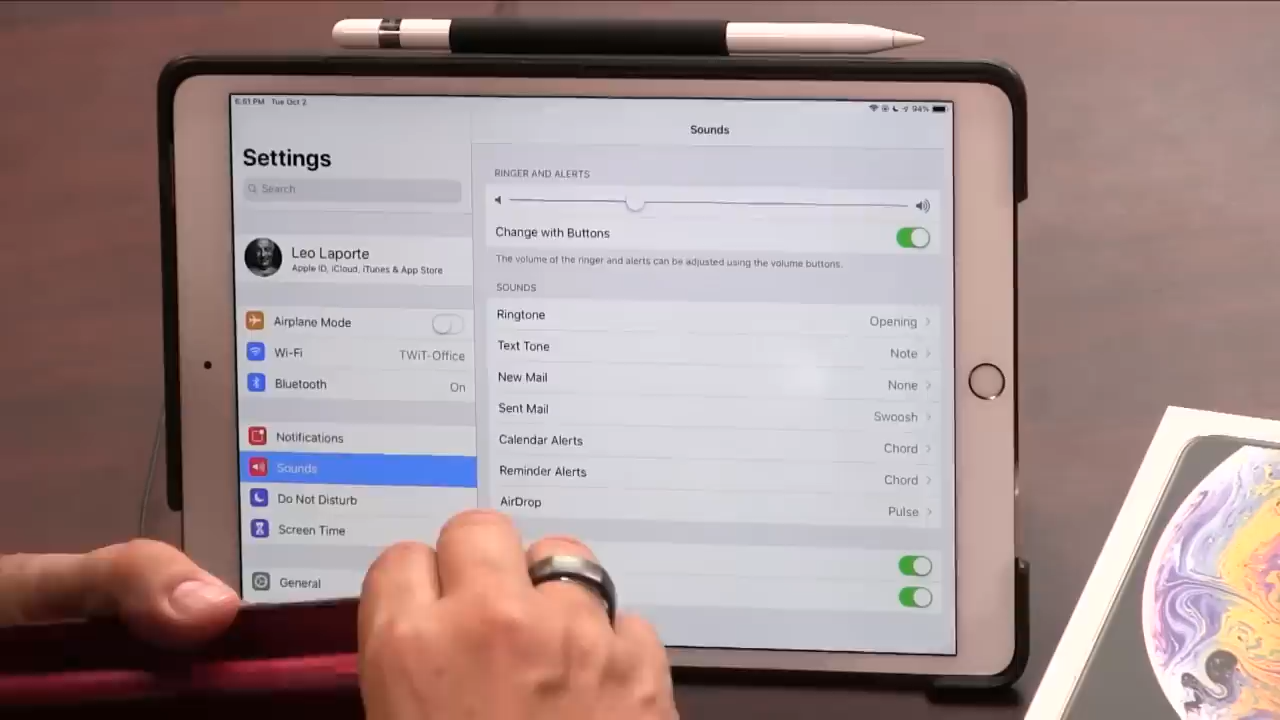 6:51 PM Tue Oct 2
94%
Settings
Search
Leo Laporte
Apple ID, iCloud, iTunes & App Store
Airplane Mode
Wi-Fi TWiT-Office
Bluetooth On
Notifications
Sounds
Do Not Disturb
Screen Time
General
Sounds
RINGER AND ALERTS
Change with Buttons
The volume of the ringer and alerts can be adjusted using the volume buttons.
SOUNDS
Ringtone Opening
Text Tone Note
New Mail None
Sent Mail Swoosh
Calendar Alerts Chord
Reminder Alerts Chord
AirDrop Pulse